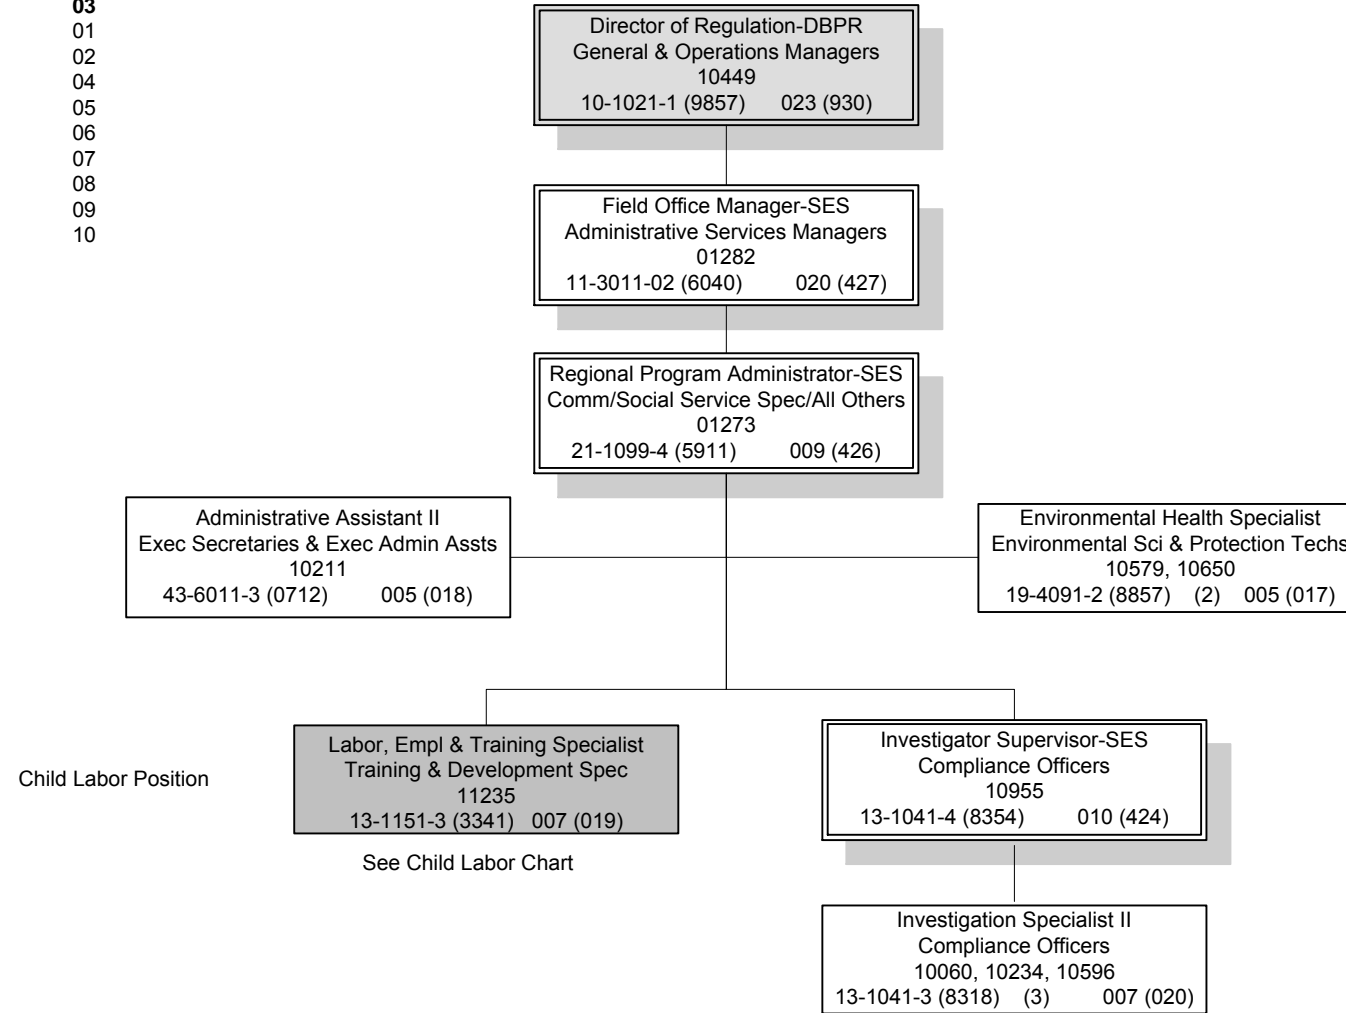 03
01
02
04
05
06
07
08
09
10
Director of Regulation-DBPR
General & Operations Managers
10449
10-1021-1 (9857) 023 (930)
Field Office Manager-SES
Administrative Services Managers
01282
11-3011-02 (6040) 020 (427)
Regional Program Administrator-SES
Comm/Social Service Spec/All Others
01273
21-1099-4 (5911) 009 (426)
Administrative Assistant II
Exec Secretaries & Exec Admin Assts
10211
43-6011-3 (0712) 005 (018)
Environmental Health Specialist
Environmental Sci & Protection Techs
10579, 10650
19-4091-2 (8857) (2) 005 (017)
Child Labor Position
Labor, Empl & Training Specialist
Training & Development Spec
11235
13-1151-3 (3341) 007 (019)
See Child Labor Chart
Investigator Supervisor-SES
Compliance Officers
10955
13-1041-4 (8354) 010 (424)
Investigation Specialist II
Compliance Officers
10060, 10234, 10596
13-1041-3 (8318) (3) 007 (020)